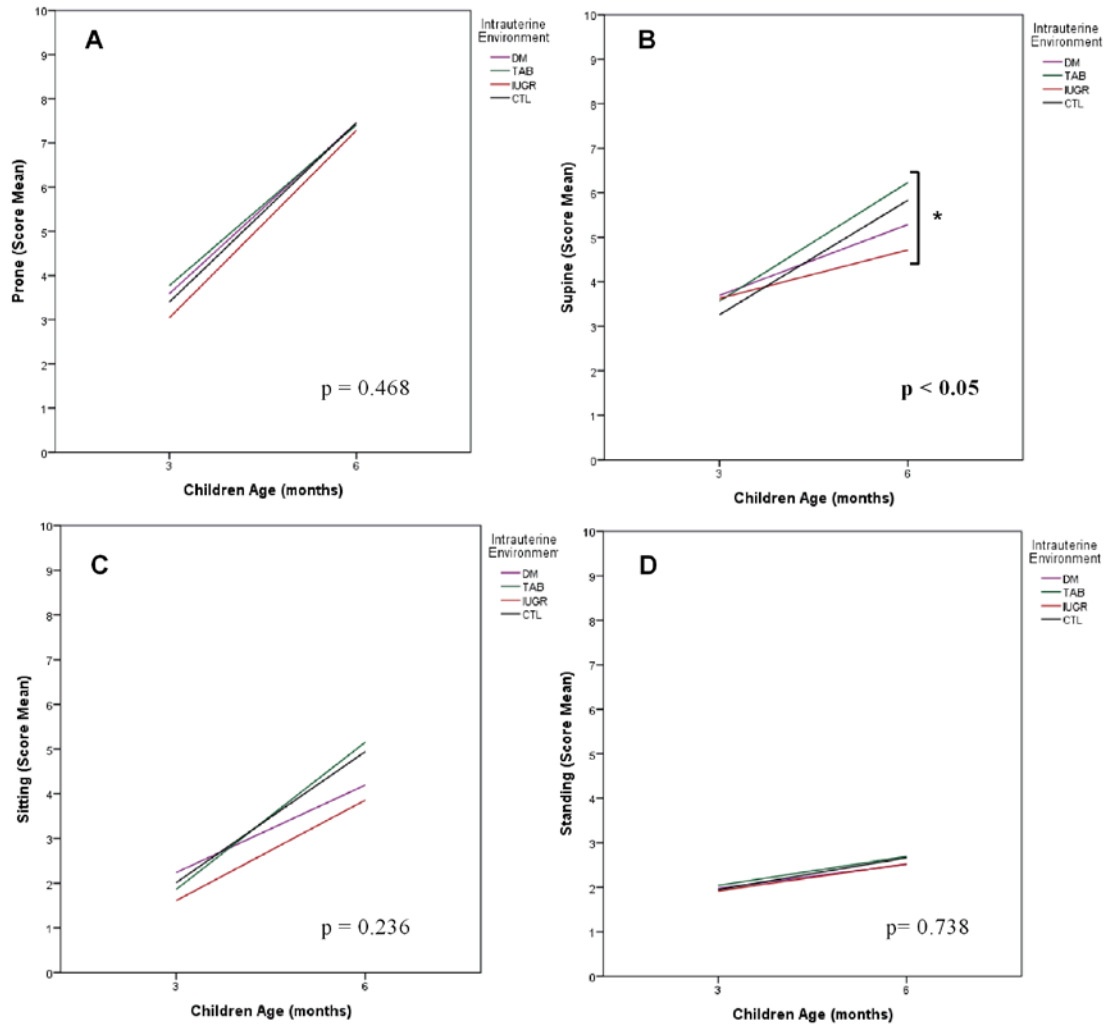 A
Intrauterine
Environment
DM
TAB
IUGR
CTL
10
9
8
7
6
5
4
3
2
1
0
Prone (Score Mean)
p = 0.468
3
6
Children Age (months)
B
Intrauterine
Environment
DM
TAB
IUGR
CTL
10
9
8
7
6
5
4
3
2
1
0
Supine (Score Mean)
*
p < 0.05
3
6
Children Age (months)
C
Intrauterine
Environment
DM
TAB
IUGR
CTL
10
9
8
7
6
5
4
3
2
1
0
Sitting (Score Mean)
p = 0.236
3
6
Children Age (months)
D
Intrauterine
Environment
DM
TAB
IUGR
CTL
10
9
8
7
6
5
4
3
2
1
0
Standing (Score Mean)
p= 0.738
3
6
Children Age (months)